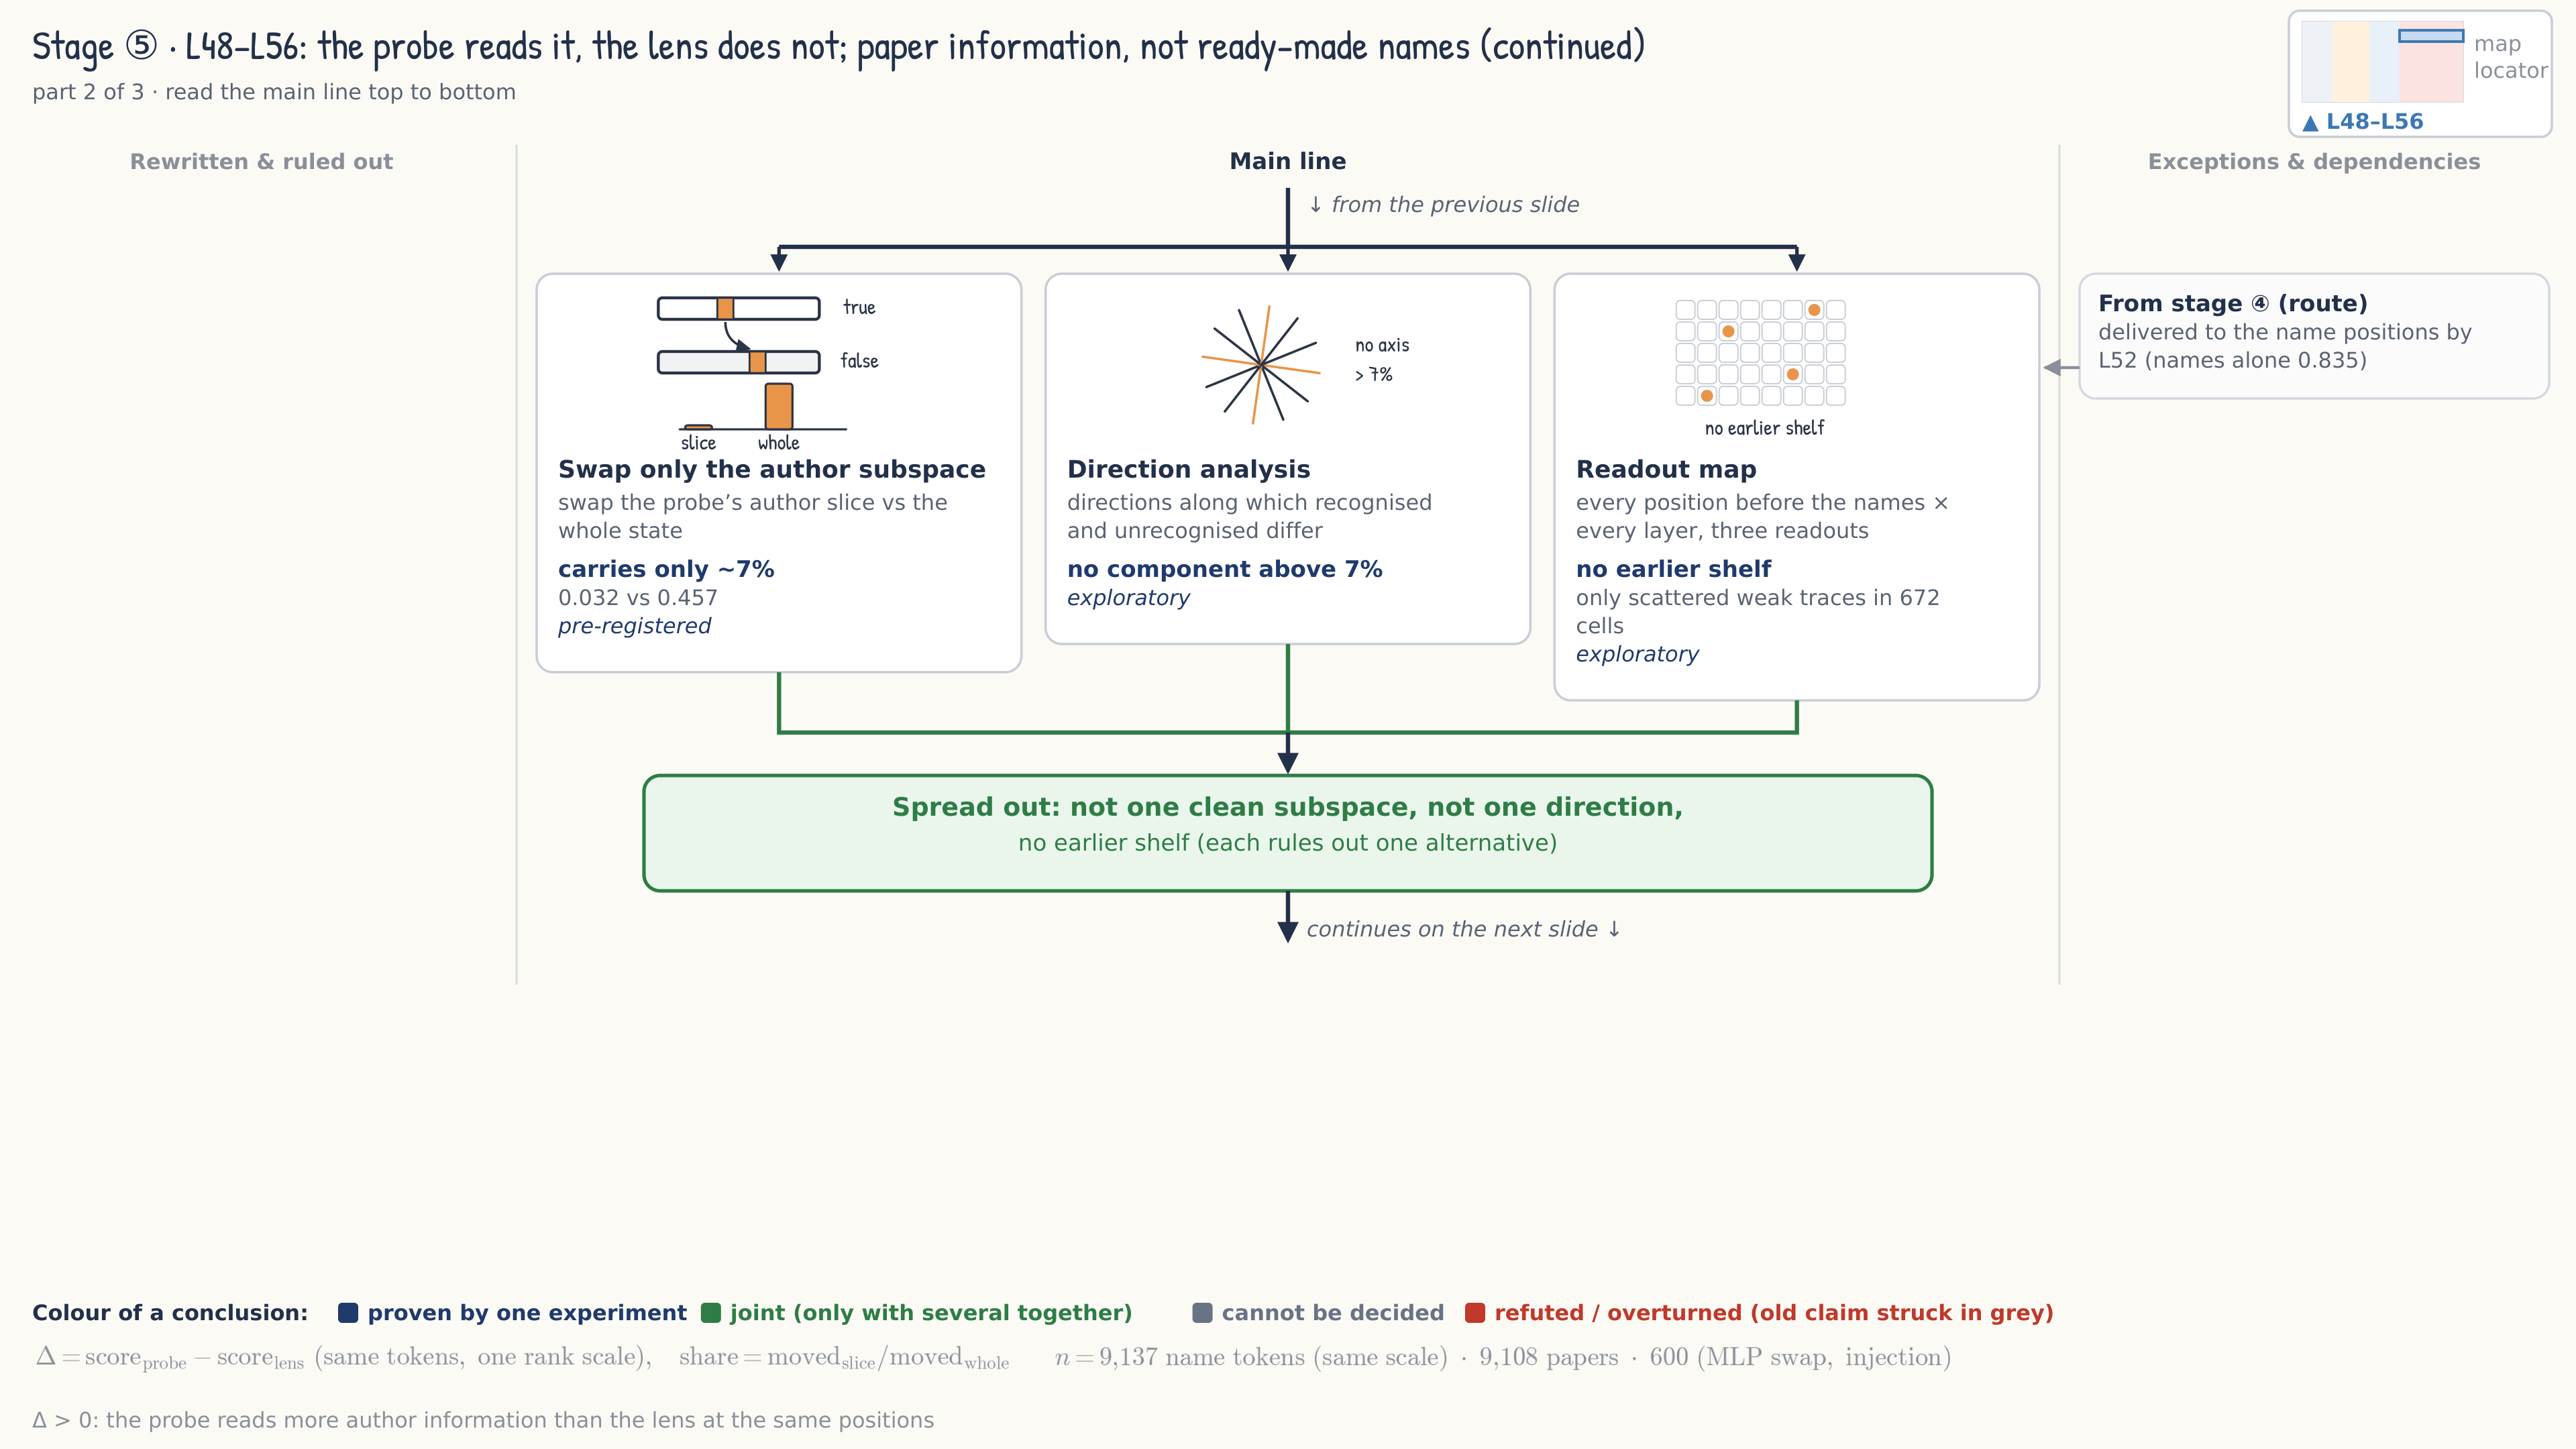 Stage ⑤ · L48–L56: the probe reads it, the lens does not; paper information, not ready-made names (continued)
part 2 of 3 · read the main line top to bottom
map
locator
▲ L48–L56
Rewritten & ruled out
Main line
Exceptions & dependencies
↓ from the previous slide
true
false
slice
whole
Swap only the author subspace
swap the probe’s author slice vs the
whole state
carries only ~7%
0.032 vs 0.457
pre-registered
no axis
> 7%
Direction analysis
directions along which recognised
and unrecognised differ
no component above 7%
exploratory
no earlier shelf
Readout map
every position before the names ×
every layer, three readouts
no earlier shelf
only scattered weak traces in 672
cells
exploratory
From stage ④ (route)
delivered to the name positions by
L52 (names alone 0.835)
Spread out: not one clean subspace, not one direction,
no earlier shelf (each rules out one alternative)
continues on the next slide ↓
Colour of a conclusion: proven by one experiment joint (only with several together) cannot be decided refuted / overturned (old claim struck in grey)
Δ = score_probe − score_lens (same tokens, one rank scale), share = moved_slice/moved_whole n = 9,137 name tokens (same scale) · 9,108 papers · 600 (MLP swap, injection)
Δ > 0: the probe reads more author information than the lens at the same positions